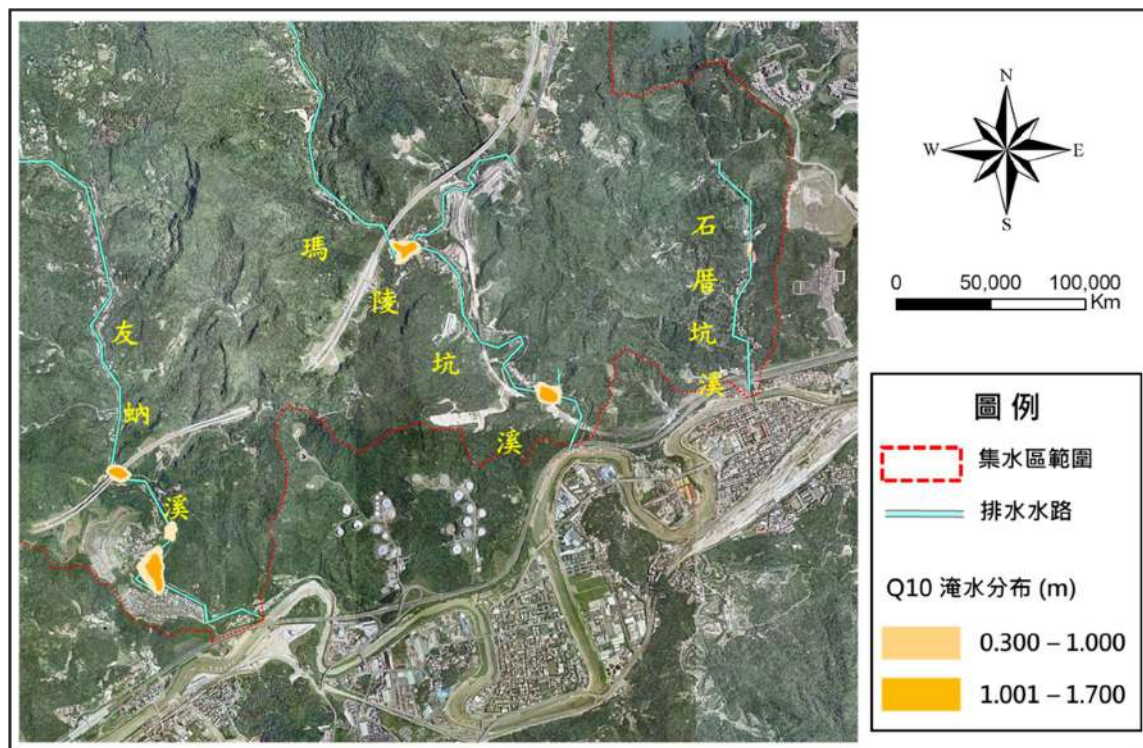 N
W
E
S
0
50,000
100,000
Km
瑪
陵
坑
溪
石
厝
坑
溪
友
蚋
溪
圖例
集水區範圍
排水水路
Q10 淹水分布 (m)
0.300 – 1.000
1.001 – 1.700